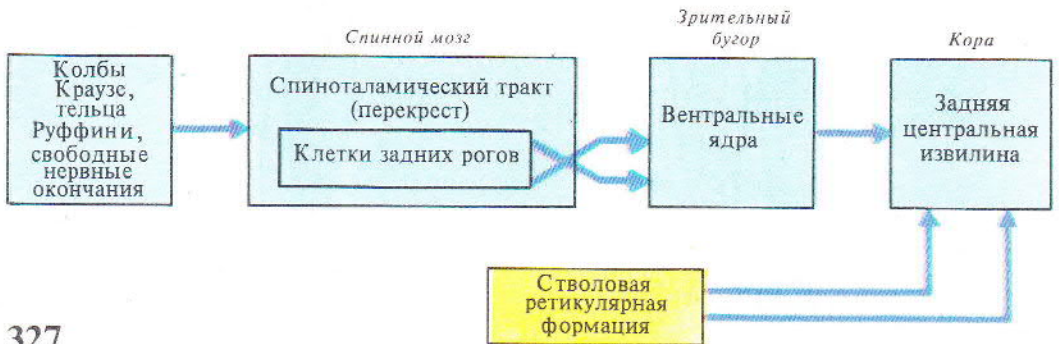 Спинной мозг
Зрительный
бугор
Кора
Колбы
Краузе,
тельца
Руффини,
свободные
нервные
окончания
Спиноталамический тракт
(перекрест)
Клетки задних рогов
Вентральные
ядра
Задняя
центральная
извилина
Стволовая
ретикулярная
формация
327